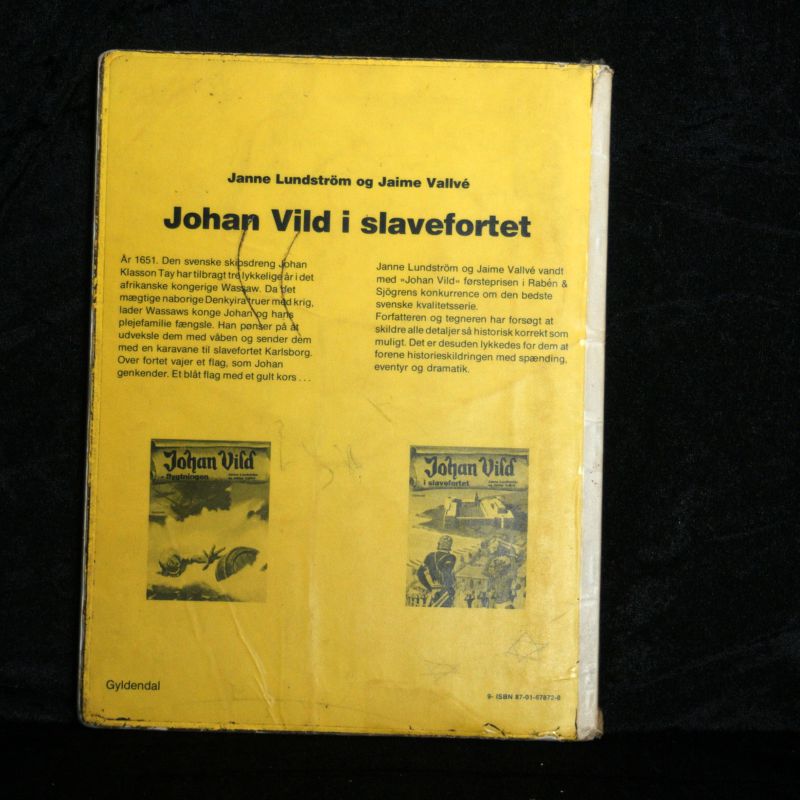 Janne Lundström og Jaime Vallvé
Johan Vild i slavefortet
År 1651. Den svenske skibsdreng Johan
Klasson Tay har tilbragt tre lykkelige år i det
afrikanske kongerige Wassaw. Da det
mægtige naborige Denkyira truer med krig,
lader Wassaws konge Johan og hans
plejefamilie fængsle. Han pønser på at
udveksle dem med våben og sender dem
med en karavane til slavefortet Karlsborg.
Over fortet vajer et flag, som Johan
genkender. Et blåt flag med et gult kors ...
Janne Lundström og Jaime Vallvé vandt
med »Johan Vild« førsteprisen i Rabén &
Sjögrens konkurrence om den bedste
svenske kvalitetsserie.
Forfatteren og tegneren har forsøgt at
skildre alle detaljer så historisk korrekt som
muligt. Det er desuden lykkedes for dem at
forene historieskildringen med spænding,
eventyr og dramatik.
Johan Vild
- flygtningen
Johan Vild
i slavefortet
Gyldendal
9- ISBN 87-01-67872-6